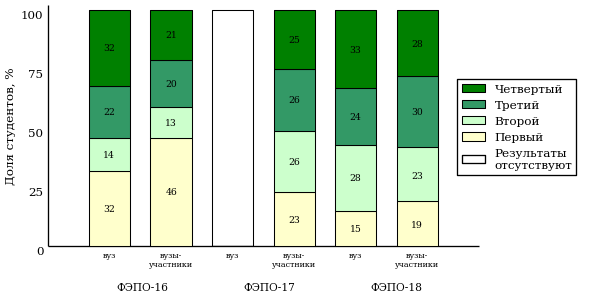 100
75
50
25
0
Доля студентов, %
32
22
14
32
21
20
13
46
25
26
26
23
33
24
28
15
28
30
23
19
вуз
вузы-
участники
вуз
вузы-
участники
вуз
вузы-
участники
ФЭПО-16
ФЭПО-17
ФЭПО-18
Четвертый
Третий
Второй
Первый
Результаты
отсутствуют